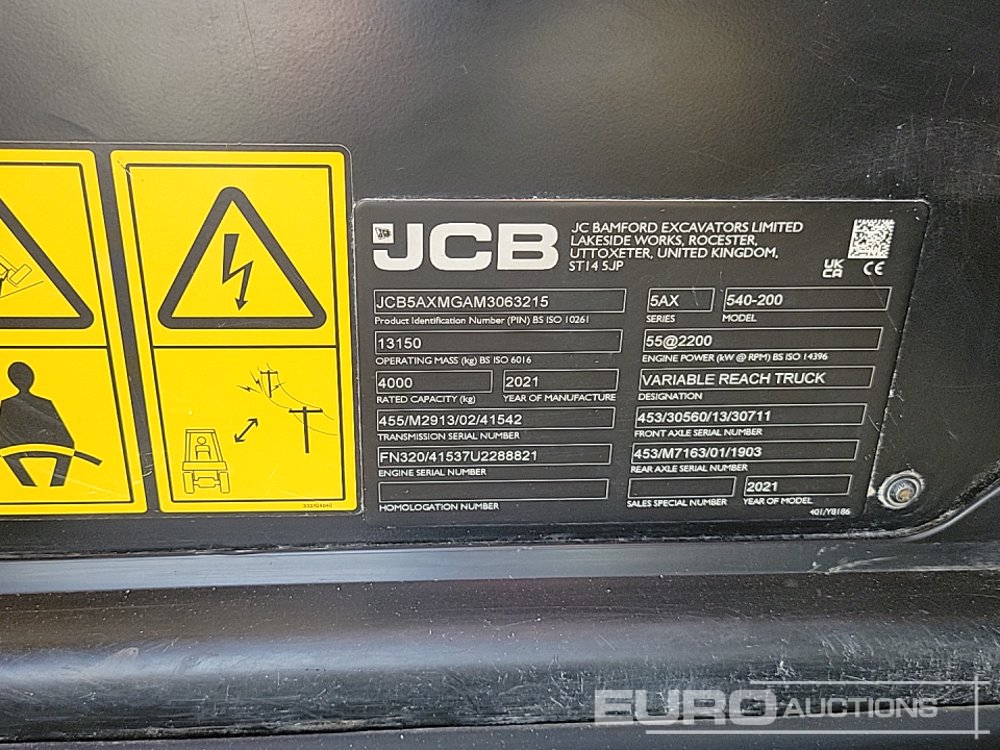 JCB
JC BAMFORD EXCAVATORS LIMITED
LAKESIDE WORKS, ROCESTER,
UTTOXETER, UNITED KINGDOM,
ST14 5JP
UK
CA CE
JCB5AXMGAM3063215
Product Identification Number (PIN) BS ISO 10261
5AX 540-200
SERIES MODEL
13150
OPERATING MASS (kg) BS ISO 6016
55@2200
ENGINE POWER (kW @ RPM) BS ISO 14396
4000 2021
RATED CAPACITY (kg) YEAR OF MANUFACTURE
VARIABLE REACH TRUCK
DESIGNATION
455/M2913/02/41542
TRANSMISSION SERIAL NUMBER
453/30560/13/30711
FRONT AXLE SERIAL NUMBER
FN320/41537U2288821
ENGINE SERIAL NUMBER
453/M7163/01/1903
REAR AXLE SERIAL NUMBER
HOMOLOGATION NUMBER
2021
SALES SPECIAL NUMBER YEAR OF MODEL
401/Y8186
332/G4040
EURO AUCTIONS